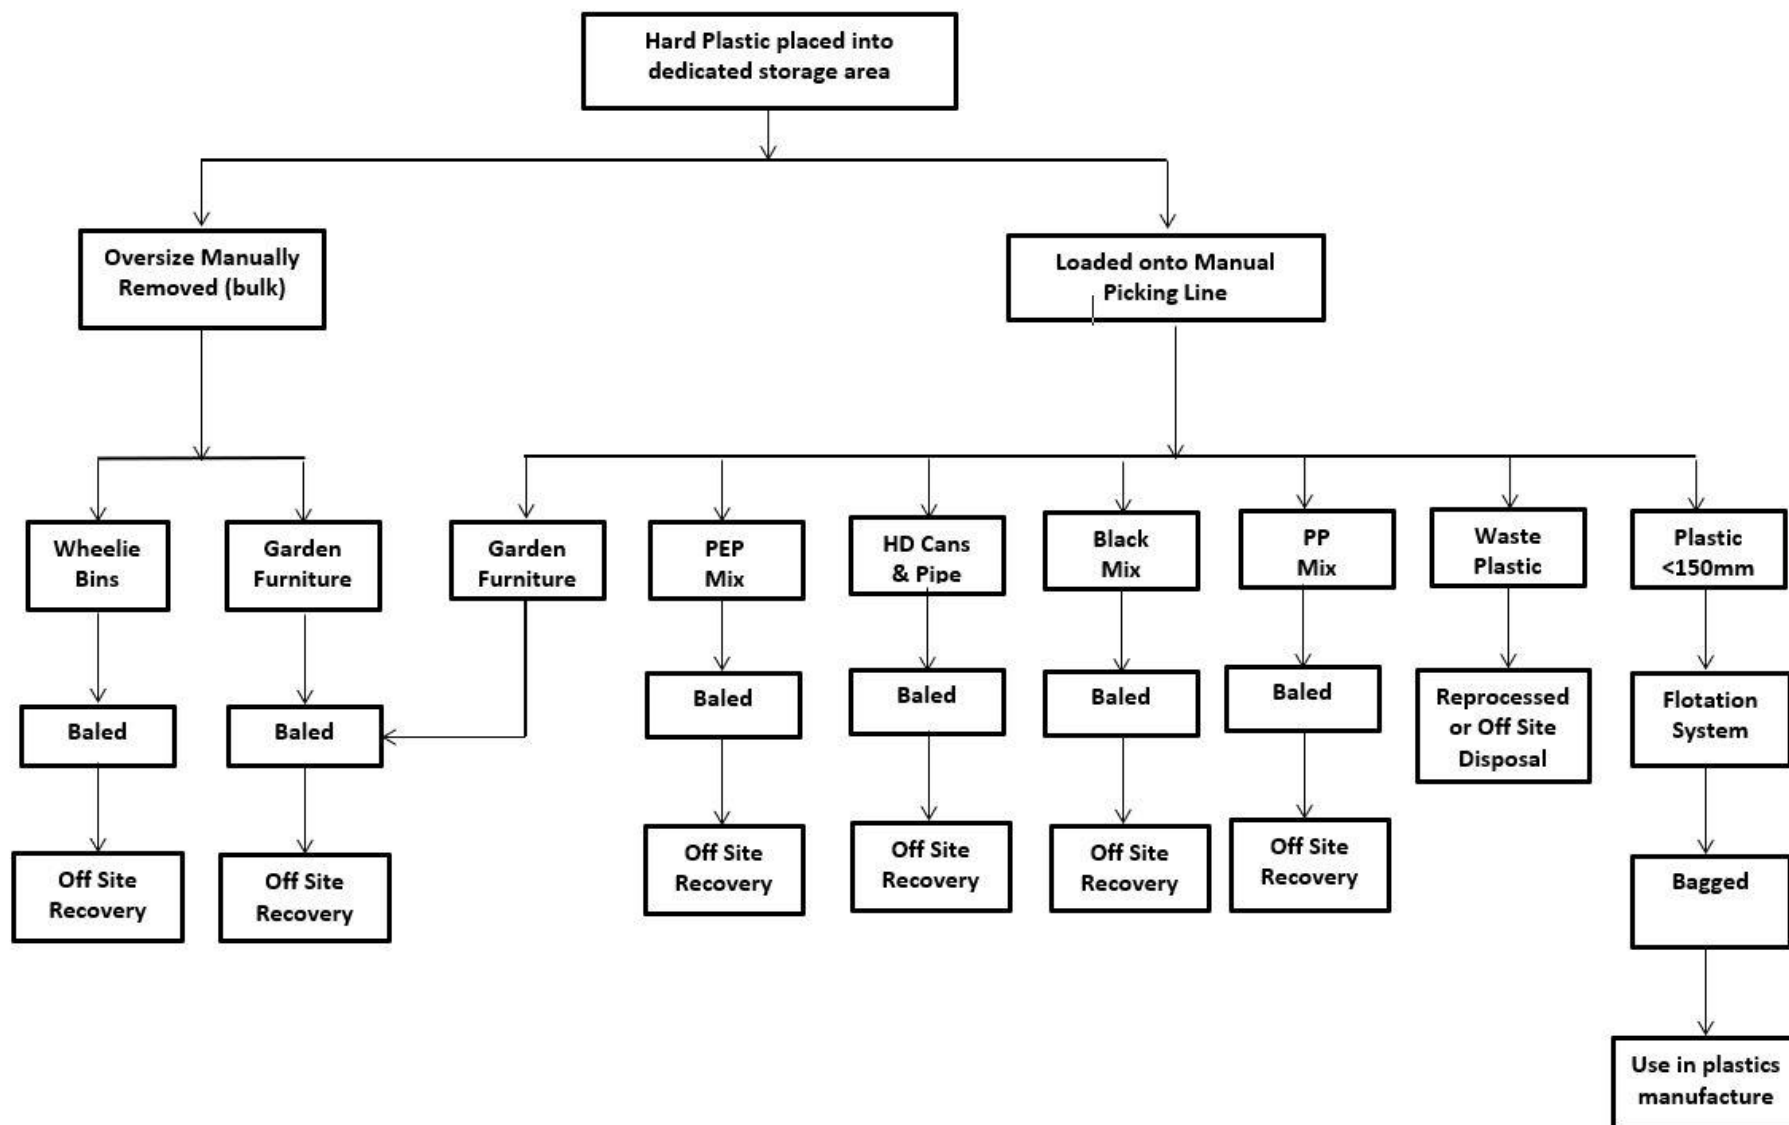 Hard Plastic placed into
dedicated storage area
Oversize Manually
Removed (bulk)
Loaded onto Manual
Picking Line
Wheelie
Bins
Garden
Furniture
Garden
Furniture
PEP
Mix
HD Cans
& Pipe
Black
Mix
PP
Mix
Waste
Plastic
Plastic
<150mm
Baled
Baled
Baled
Baled
Baled
Baled
Reprocessed
or Off Site
Disposal
Flotation
System
Off Site
Recovery
Off Site
Recovery
Off Site
Recovery
Off Site
Recovery
Off Site
Recovery
Off Site
Recovery
Bagged
Use in plastics
manufacture